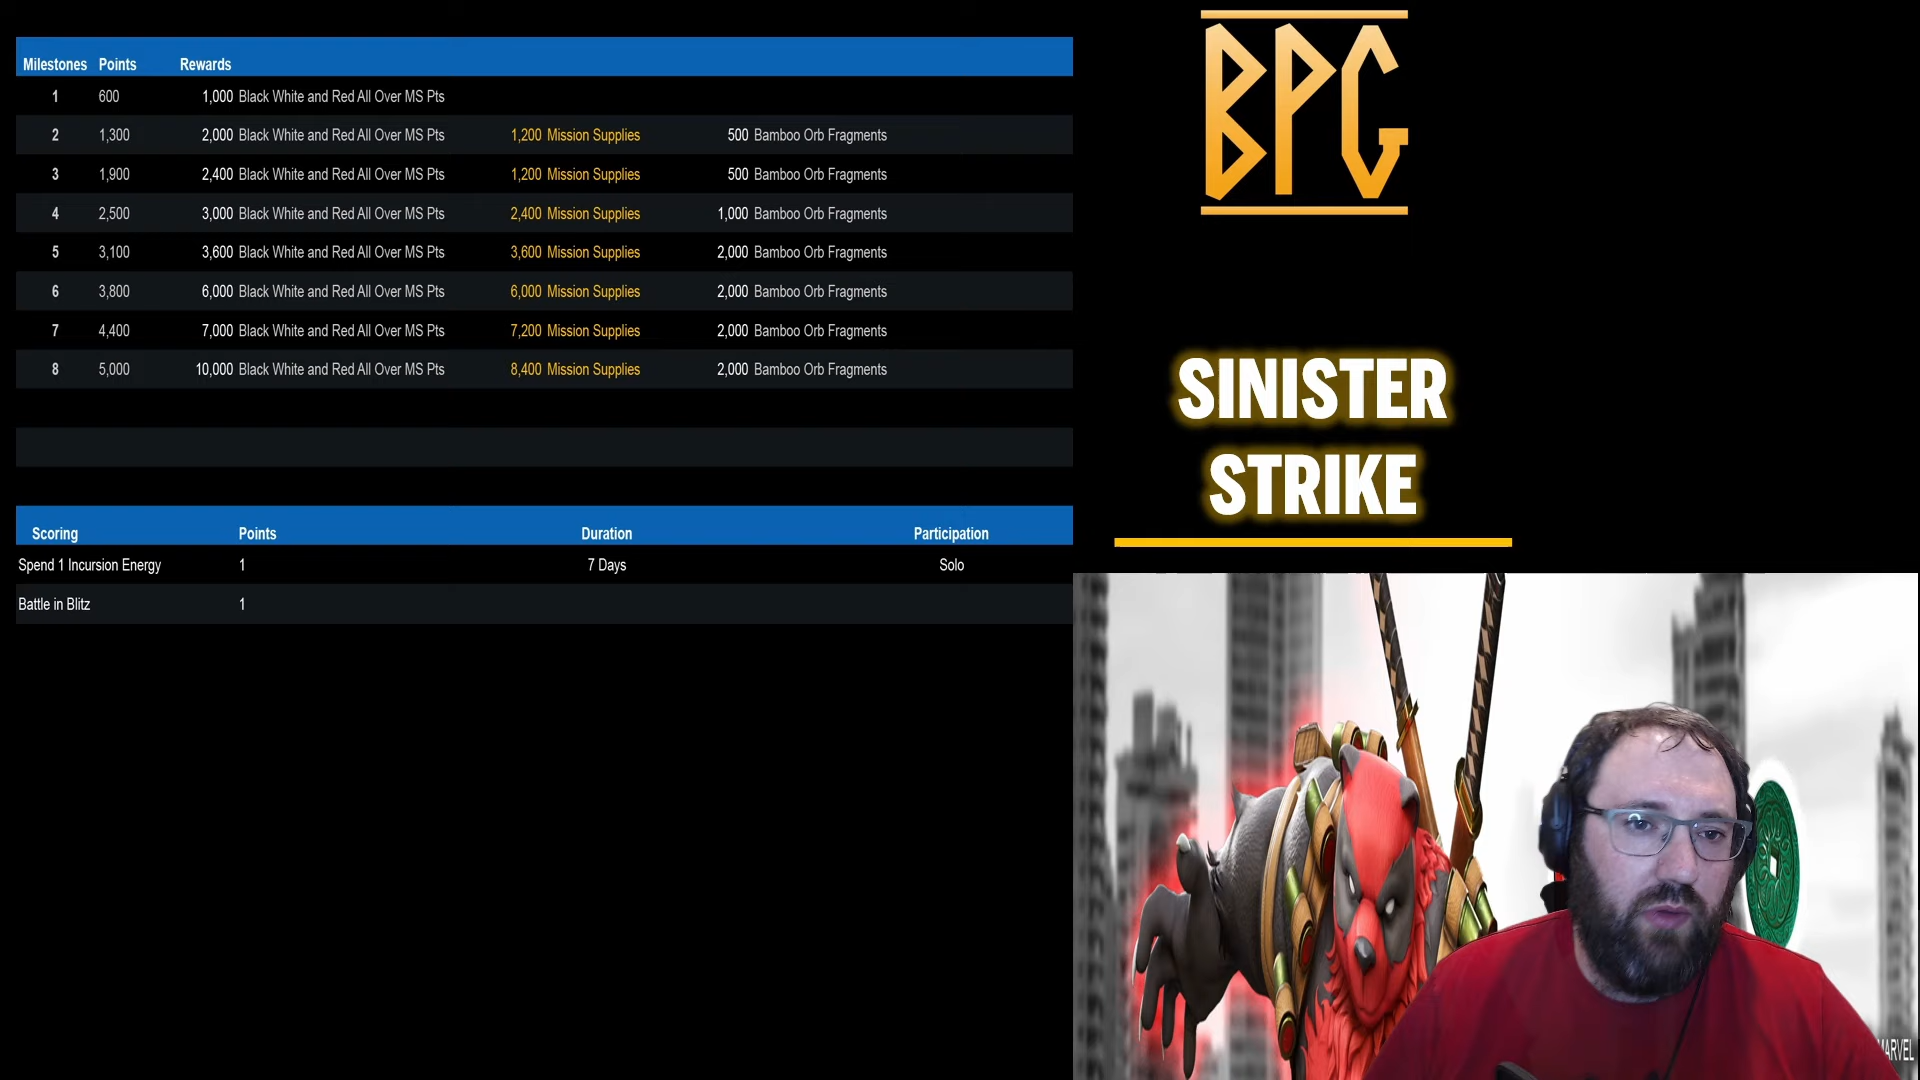 BPG
Milestones Points Rewards
1 600 1,000 Black White and Red All Over MS Pts
2 1,300 2,000 Black White and Red All Over MS Pts 1,200 Mission Supplies 500 Bamboo Orb Fragments
3 1,900 2,400 Black White and Red All Over MS Pts 1,200 Mission Supplies 500 Bamboo Orb Fragments
4 2,500 3,000 Black White and Red All Over MS Pts 2,400 Mission Supplies 1,000 Bamboo Orb Fragments
5 3,100 3,600 Black White and Red All Over MS Pts 3,600 Mission Supplies 2,000 Bamboo Orb Fragments
6 3,800 6,000 Black White and Red All Over MS Pts 6,000 Mission Supplies 2,000 Bamboo Orb Fragments
7 4,400 7,000 Black White and Red All Over MS Pts 7,200 Mission Supplies 2,000 Bamboo Orb Fragments
8 5,000 10,000 Black White and Red All Over MS Pts 8,400 Mission Supplies 2,000 Bamboo Orb Fragments
SINISTER
STRIKE
Scoring Points Duration Participation
Spend 1 Incursion Energy 1 7 Days Solo
Battle in Blitz 1
MARVEL